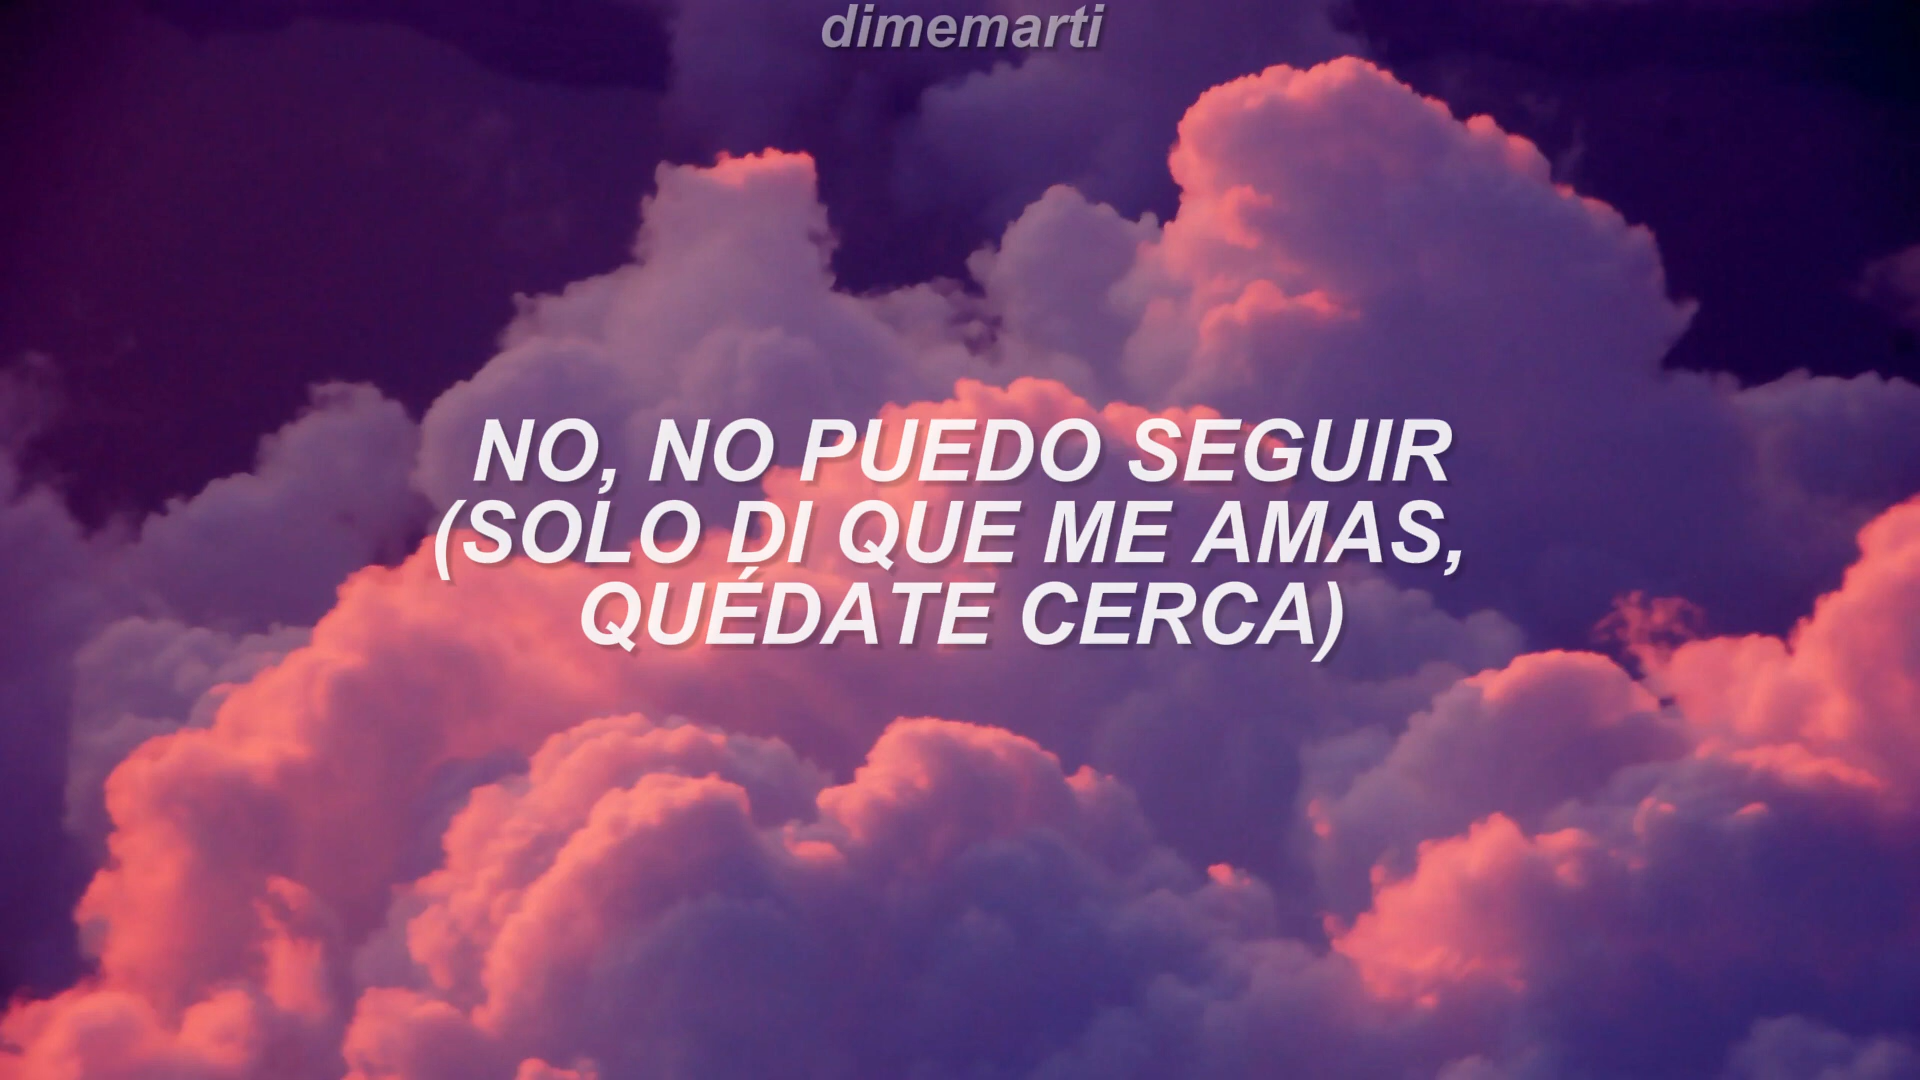 dimemarti
NO, NO PUEDO SEGUIR
(SOLO DI QUE ME AMAS,
QUÉDATE CERCA)